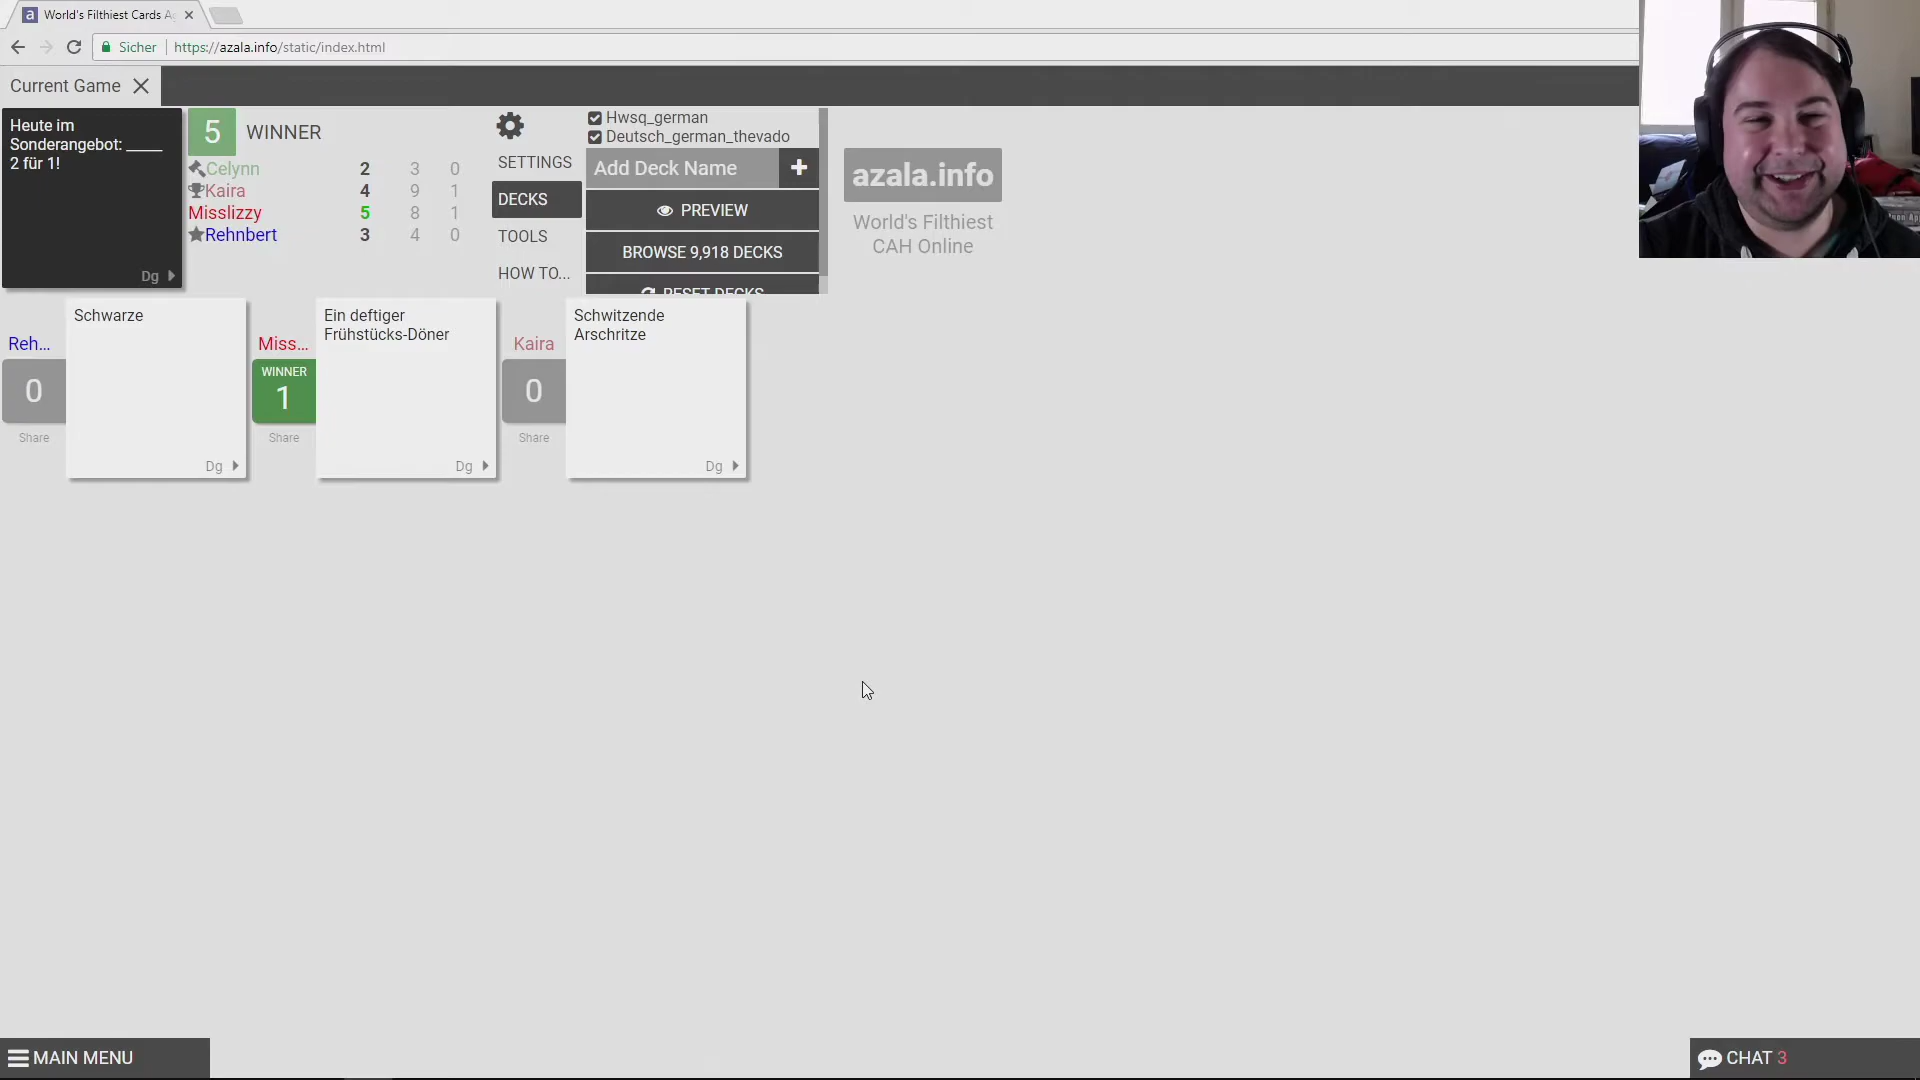 World's Filthiest Cards Ag
Sicher
https://azala.info/static/index.html
Current Game
Heute im
Sonderangebot: _____
2 für 1!
Dg
5 WINNER
Celynn 2 3 0
Kaira 4 9 1
Misslizzy 5 8 1
Rehnbert 3 4 0
SETTINGS
DECKS
TOOLS
HOW TO...
Hwsq_german
Deutsch_german_thevado
Add Deck Name
PREVIEW
BROWSE 9,918 DECKS
RESET DECKS
azala.info
World's Filthiest
CAH Online
Reh...
0
Share
Schwarze
Dg
Miss...
WINNER
1
Share
Ein deftiger
Frühstücks-Döner
Dg
Kaira
0
Share
Schwitzende
Arschritze
Dg
MAIN MENU
CHAT 3